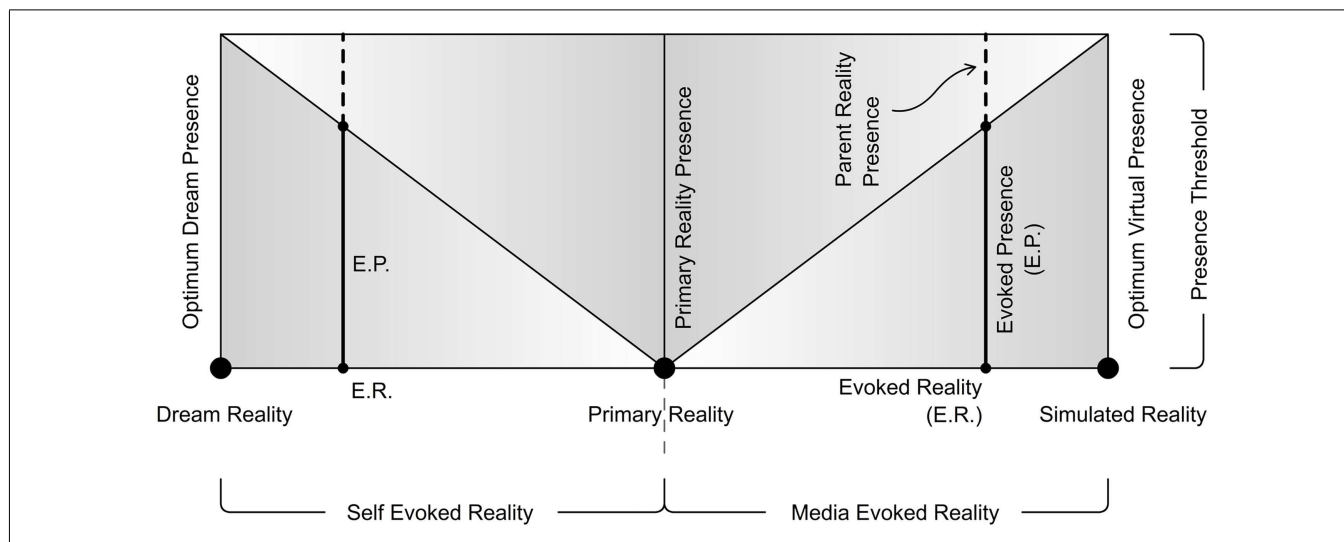 Optimum Dream Presence
E.P.
E.R.
Primary Reality Presence
Parent Reality
Presence
Evoked Presence
(E.P.)
Optimum Virtual Presence
Presence Threshold
Dream Reality
Primary Reality
Evoked Reality
(E.R.)
Simulated Reality
Self Evoked Reality
Media Evoked Reality